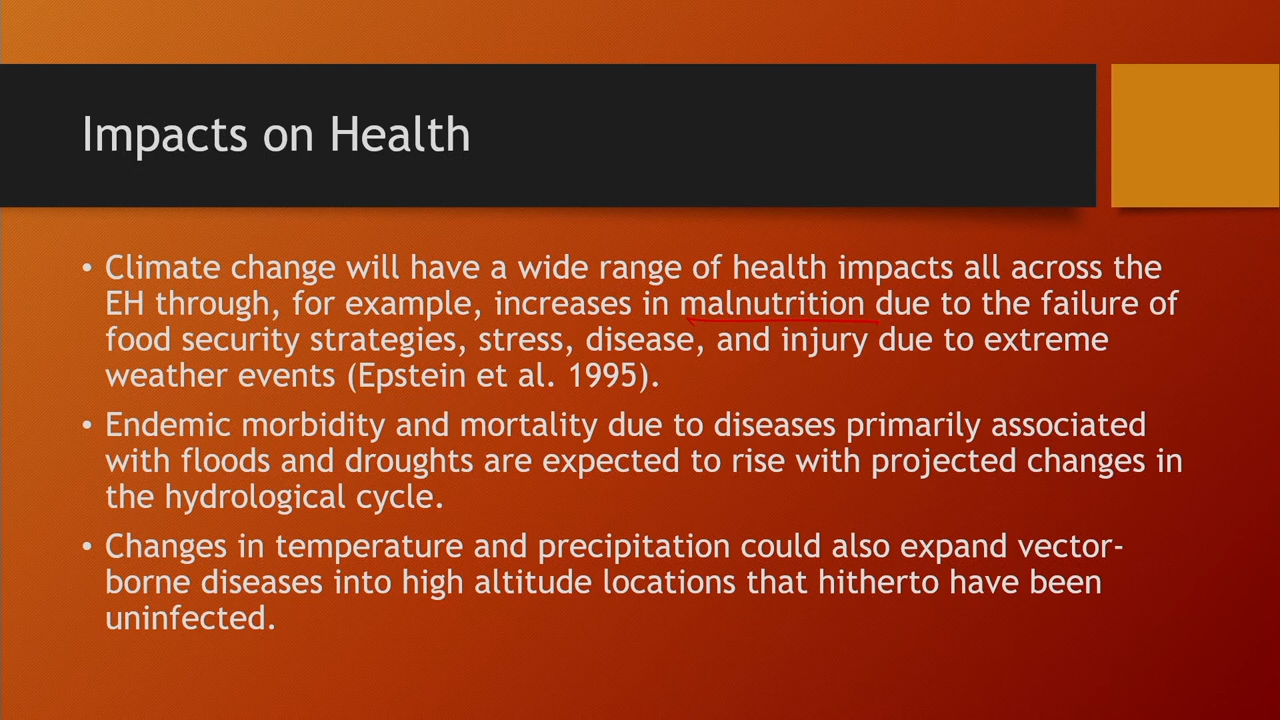 Impacts on Health
• Climate change will have a wide range of health impacts all across the
EH through, for example, increases in malnutrition due to the failure of
food security strategies, stress, disease, and injury due to extreme
weather events (Epstein et al. 1995).
• Endemic morbidity and mortality due to diseases primarily associated
with floods and droughts are expected to rise with projected changes in
the hydrological cycle.
• Changes in temperature and precipitation could also expand vector-
borne diseases into high altitude locations that hitherto have been
uninfected.